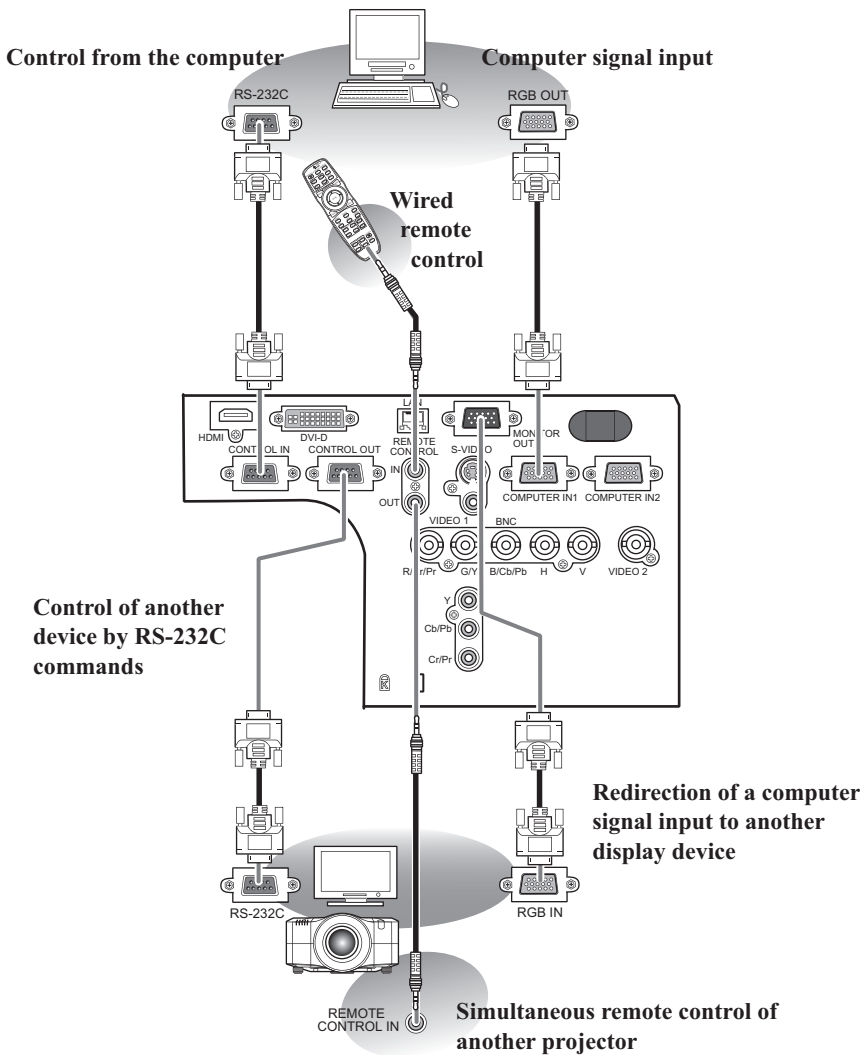 Control from the computer
Computer signal input
RS-232C
RGB OUT
Wired
remote
control
LAN
HDMI
DVI-D
REMOTE
CONTROL
S-VIDEO
MONITOR
OUT
CONTROL IN
CONTROL OUT
IN
OUT
COMPUTER IN1
COMPUTER IN2
VIDEO 1
BNC
R/Cr/Pr
G/Y
B/Cb/Pb
H
V
VIDEO 2
Y
Cb/Pb
Cr/Pr
Control of another
device by RS-232C
commands
Redirection of a computer
signal input to another
display device
RS-232C
RGB IN
REMOTE
CONTROL IN
Simultaneous remote control of
another projector